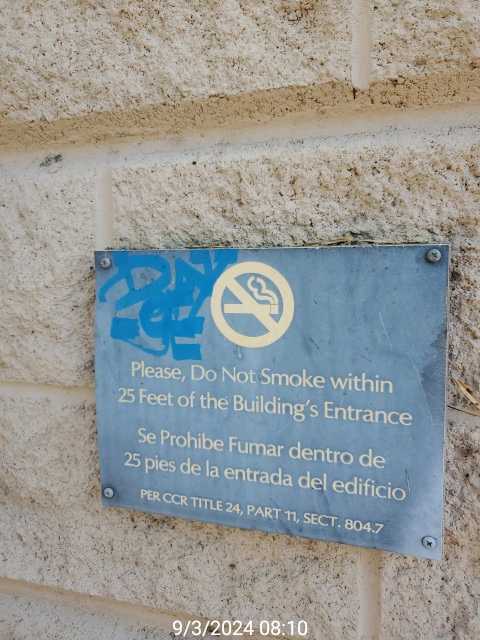 Please, Do Not Smoke within
25 Feet of the Building's Entrance
Se Prohibe Fumar dentro de
25 pies de la entrada del edificio
PER CCR TITLE 24, PART 11, SECT. 804.7
9/3/2024 08:10